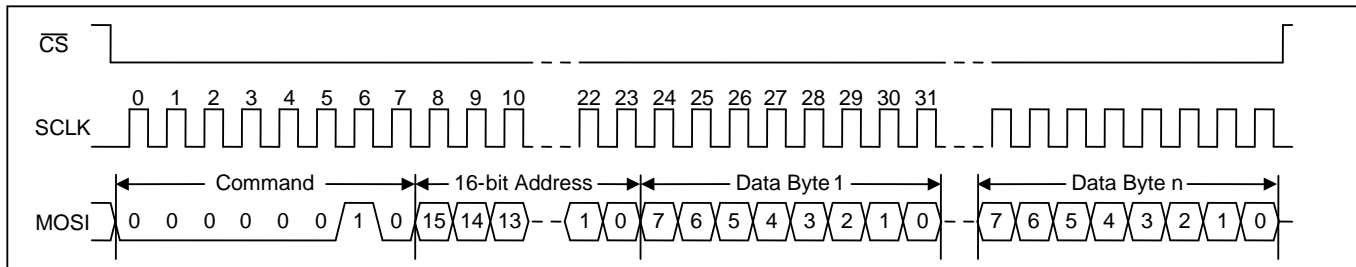 CS
0 1 2 3 4 5 6 7 8 9 10 22 23 24 25 26 27 28 29 30 31
SCLK
Command 16-bit Address Data Byte 1 Data Byte n
MOSI 0 0 0 0 0 0 1 0 15 14 13 1 0 7 6 5 4 3 2 1 0 7 6 5 4 3 2 1 0